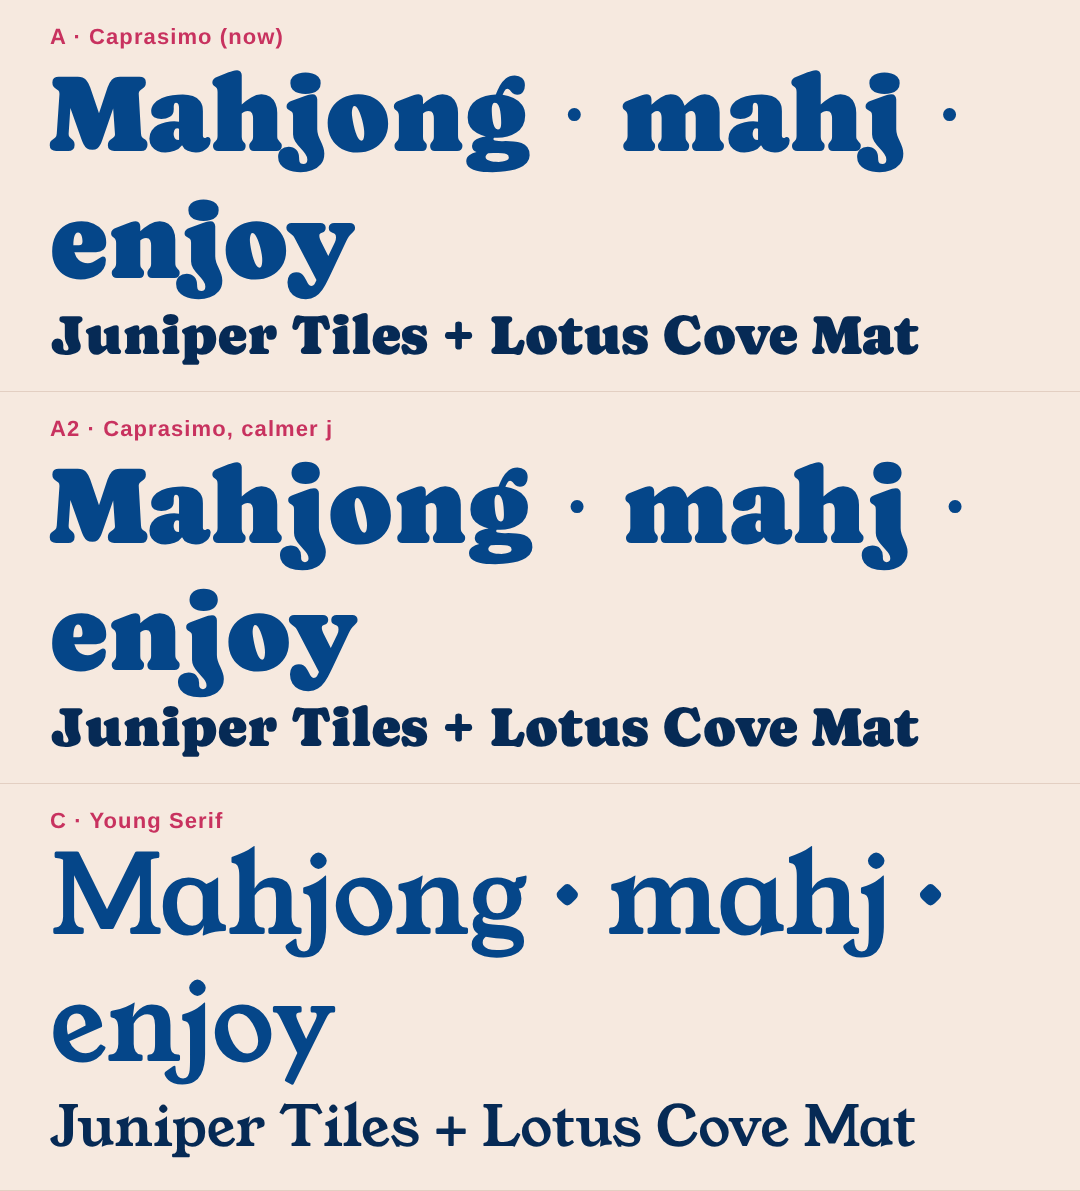 A · Caprasimo (now)
Mahjong · mahj ·
enjoy
Juniper Tiles + Lotus Cove Mat
A2 · Caprasimo, calmer j
Mahjong · mahj ·
enjoy
Juniper Tiles + Lotus Cove Mat
C · Young Serif
Mahjong · mahj ·
enjoy
Juniper Tiles + Lotus Cove Mat